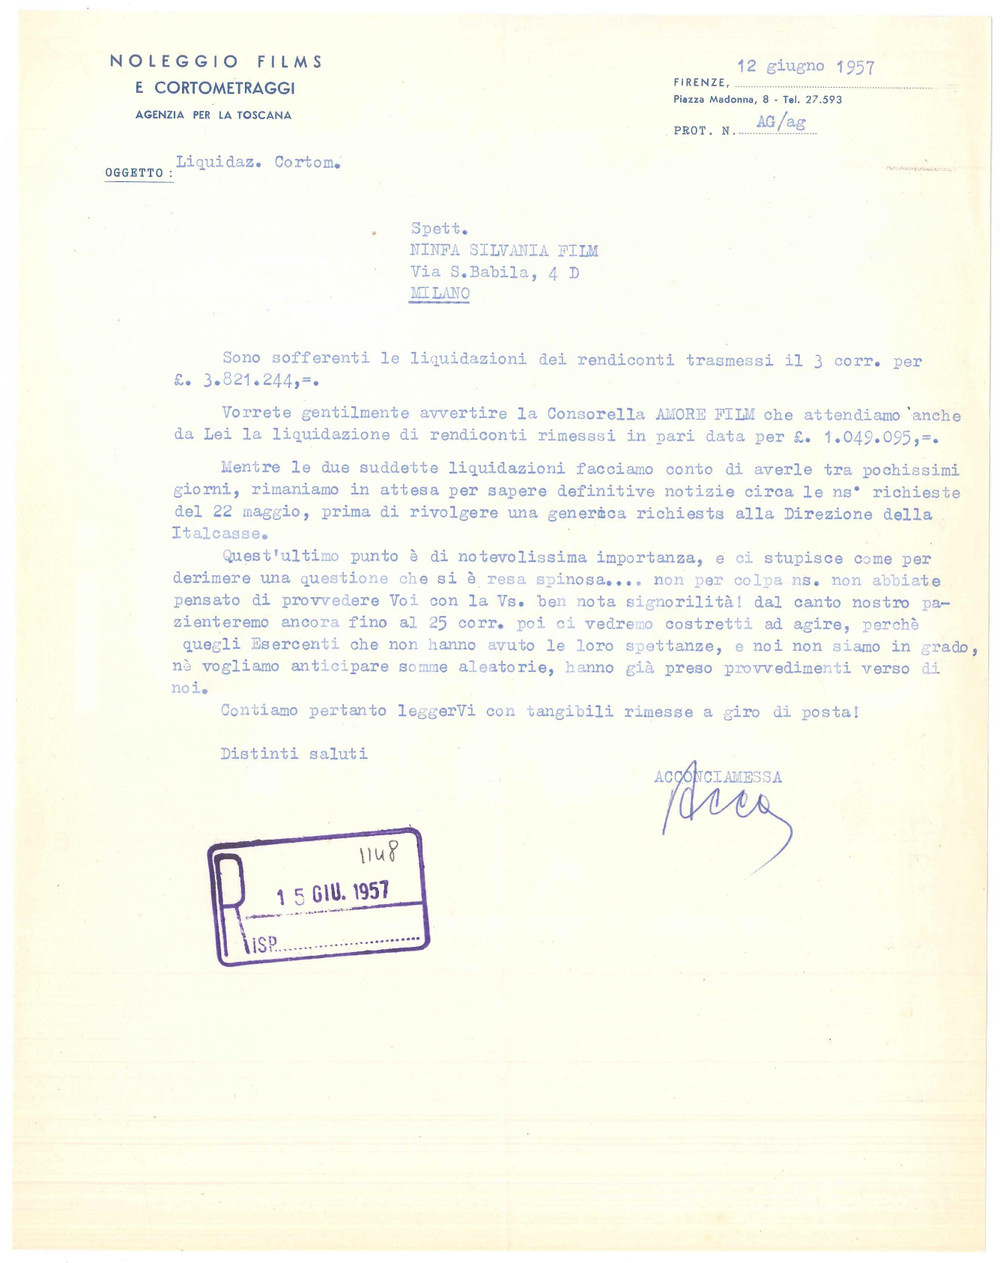 NOLEGGIO FILMS
E CORTOMETRAGGI
AGENZIA PER LA TOSCANA
12 giugno 1957
FIRENZE,
Piazza Madonna, 8 - Tel. 27.593
PROT. N. AG/ag
OGGETTO : Liquidaz. Cortom.
Spett.
NINFA SILVANIA FILM
Via S.Babila, 4 D
MILANO
Sono sofferenti le liquidazioni dei rendiconti trasmessi il 3 corr. per
£. 3.821.244,=.
Vorrete gentilmente avvertire la Consorella AMORE FILM che attendiamo anche
da Lei la liquidazione di rendiconti rimesssi in pari data per £. 1.049.095,=.
Mentre le due suddette liquidazioni facciamo conto di averle tra pochissimi
giorni, rimaniamo in attesa per sapere definitive notizie circa le ns° richieste
del 22 maggio, prima di rivolgere una generica richiests alla Direzione della
Italcasse.
Quest'ultimo punto è di notevolissima importanza, e ci stupisce come per
derimere una questione che si è resa spinosa.... non per colpa ns. non abbiate
pensato di provvedere Voi con la Vs. ben nota signorilità! dal canto nostro pa-
zienteremo ancora fino al 25 corr. poi ci vedremo costretti ad agire, perchè
quegli Esercenti che non hanno avuto le loro spettanze, e noi non siamo in grado,
nè vogliamo anticipare somme aleatorie, hanno già preso provvedimenti verso di
noi.
Contiamo pertanto leggerVi con tangibili rimesse a giro di posta!
Distinti saluti
ACCONCIAMESSA
Acco
1148
R 15 GIU. 1957
RISP.